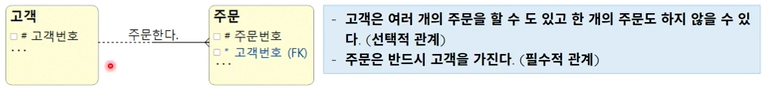 고객
# 고객번호
...
주문한다.
주문
# 주문번호
* 고객번호 (FK)
...
- 고객은 여러 개의 주문을 할 수 도 있고 한 개의 주문도 하지 않을 수 있
다. (선택적 관계)
- 주문은 반드시 고객을 가진다. (필수적 관계)